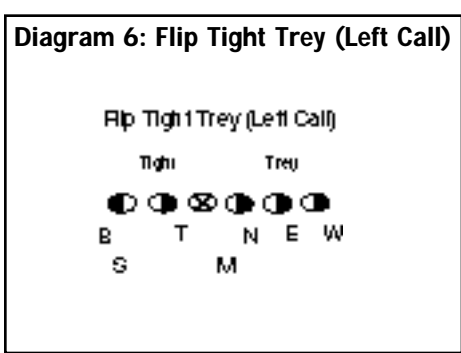 Diagram 6: Flip Tight Trey (Left Call)
Flip Tight Trey (Left Call)
Tight Trey
B T N E W
S M